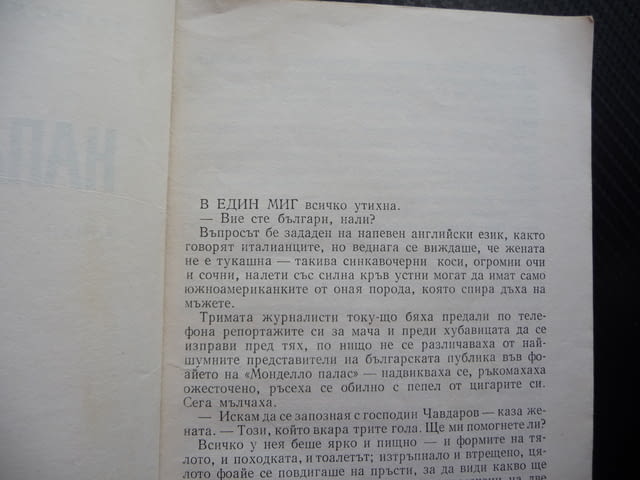 НАП
В ЕДИН МИГ всичко утихна.
— Вие сте българи, нали?
Въпросът бе зададен на напевен английски език, както
говорят италианците, но веднага се виждаше, че жената
не е тукашна — такива синкавочерни коси, огромни очи
и сочни, налети със силна кръв устни могат да имат само
южноамериканките от оная порода, която спира дъха на
мъжете.
Тримата журналисти току-що бяха предали по теле-
фона репортажите си за мача и преди хубавицата да се
изправи пред тях, по нищо не се различаваха от най-
шумните представители на българската публика във фо-
айето на «Монделло палас» — надвикваха се, ръкомахаха
ожесточено, ръсеха се обилно с пепел от цигарите си.
Сега мълчаха.
— Искам да се запозная с господин Чавдаров — каза же-
ната. — Този, който вкара трите гола. Ще ми помогнете ли?
Всичко у нея беше ярко и пищно — и формите на тя-
лото, и походката, и тоалетът; изтръпнало и втрещено, ця-
лото фоайе се повдигаше на пръсти, за да види какво ще
на две